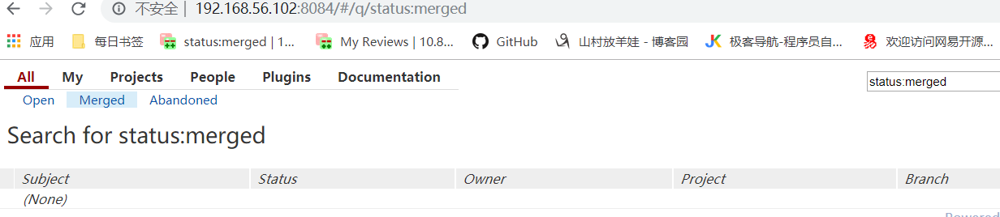 不安全 | 192.168.56.102:8084/#/q/status:merged
应用 每日书签 status:merged | 1... My Reviews | 10.8... GitHub 山村放羊娃 - 博客园 极客导航-程序员自... 欢迎访问网易开源...
All My Projects People Plugins Documentation
status:merged
Open Merged Abandoned
Search for status:merged
Subject Status Owner Project Branch
(None)
Powered